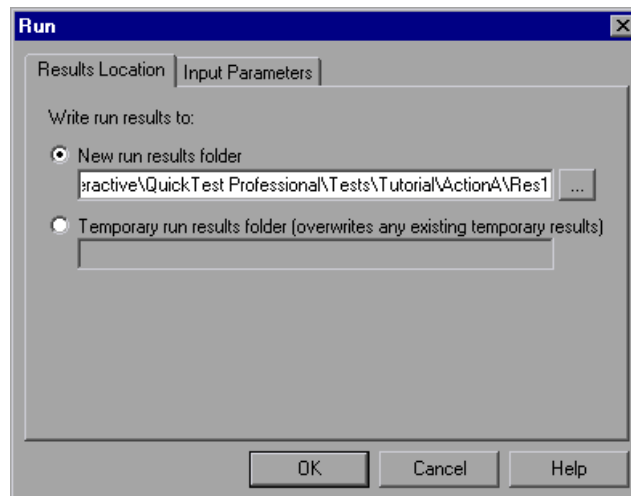 Run
Results Location Input Parameters
Write run results to:
New run results folder
eractive\QuickTest Professional\Tests\Tutorial\ActionA\Res1 ...
Temporary run results folder (overwrites any existing temporary results)
OK Cancel Help